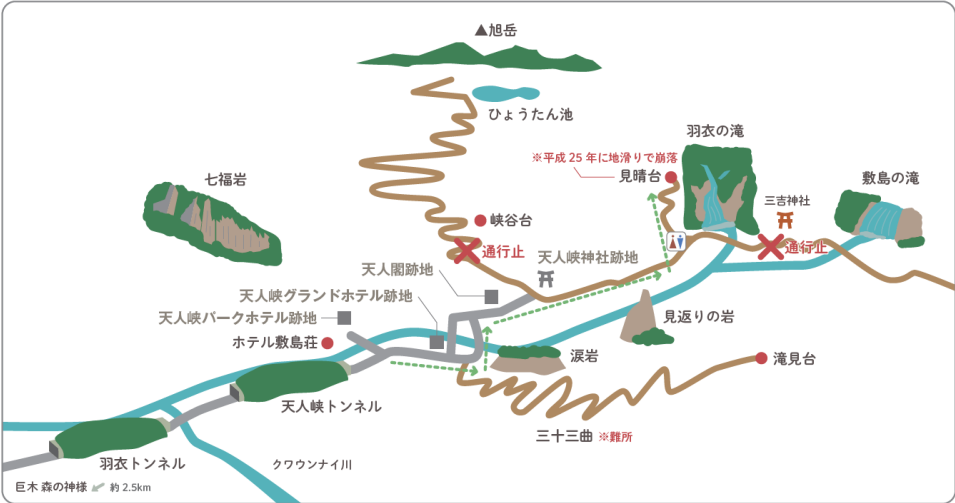 ▲旭岳
ひょうたん池
羽衣の滝
※平成25年に地滑りで崩落
見晴台
七福岩
敷島の滝
三吉神社
峡谷台
通行止
通行止
天人峡神社跡地
天人閣跡地
天人峡グランドホテル跡地
天人峡パークホテル跡地
見返りの岩
ホテル敷島荘
涙岩
滝見台
天人峡トンネル
三十三曲 ※難所
羽衣トンネル
クワウンナイ川
巨木 森の神様 約2.5km